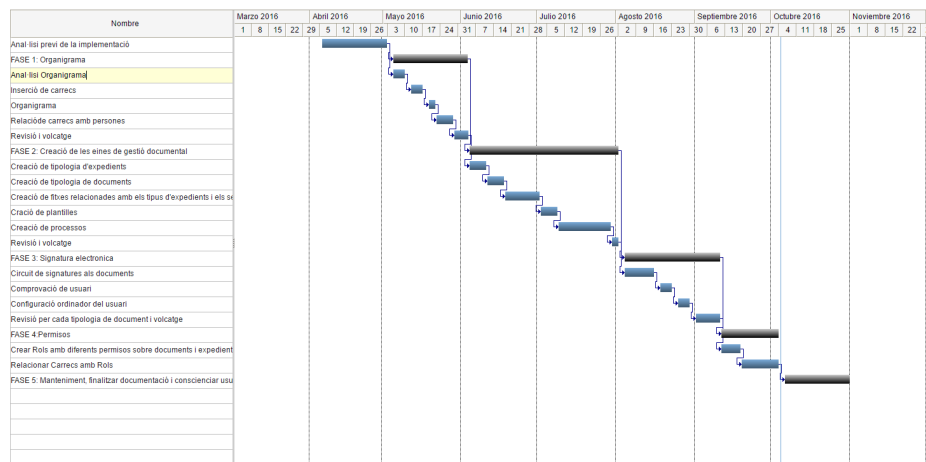 Nombre
Marzo 2016 Abril 2016 Mayo 2016 Junio 2016 Julio 2016 Agosto 2016 Septiembre 2016 Octubre 2016 Noviembre 2016
1 8 15 22 29 5 12 19 26 3 10 17 24 31 7 14 21 28 5 12 19 26 2 9 16 23 30 6 13 20 27 4 11 18 25 1 8 15 22
Anal·lisi previ de la implementació
FASE 1: Organigrama
Anal·lisi Organigrama
Inserció de carrecs
Organigrama
Relacióde carrecs amb persones
Revisió i volcatge
FASE 2: Creació de les eines de gestió documental
Creació de tipologia d'expedients
Creació de tipologia de documents
Creació de fitxes relacionades amb els tipus d'expedients i els se
Cració de plantilles
Creació de processos
Revisió i volcatge
FASE 3: Signatura electronica
Circuit de signatures als documents
Comprovació de usuari
Configuració ordinador del usuari
Revisió per cada tipologia de document i volcatge
FASE 4:Permisos
Crear Rols amb diferents permisos sobre documents i expedient
Relacionar Carrecs amb Rols
FASE 5: Manteniment, finalitzar documentació i conscienciar usu